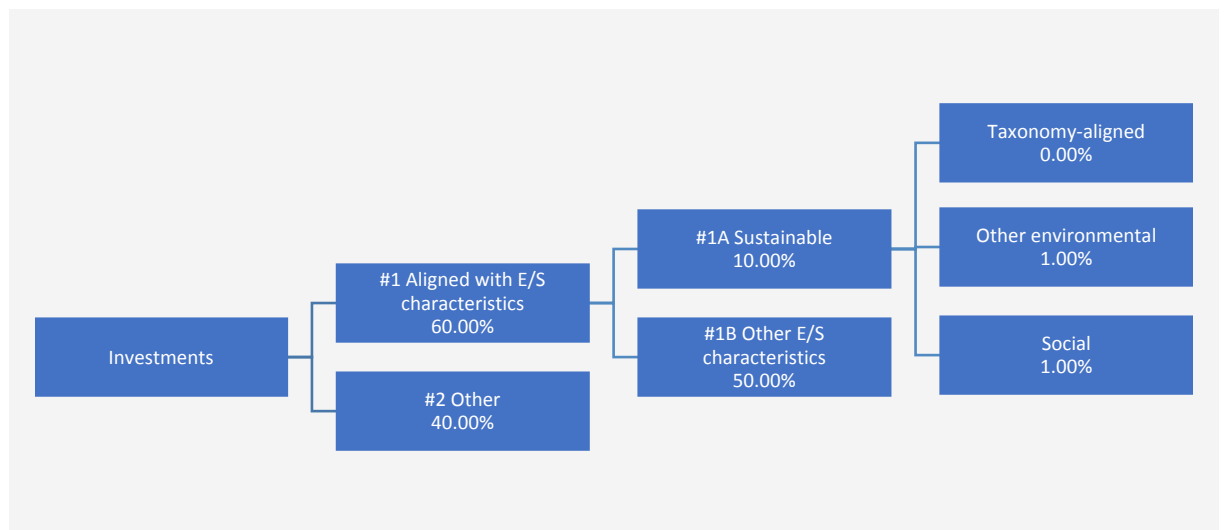 Investments
#1 Aligned with E/S
characteristics
60.00%
#2 Other
40.00%
#1A Sustainable
10.00%
#1B Other E/S
characteristics
50.00%
Taxonomy-aligned
0.00%
Other environmental
1.00%
Social
1.00%